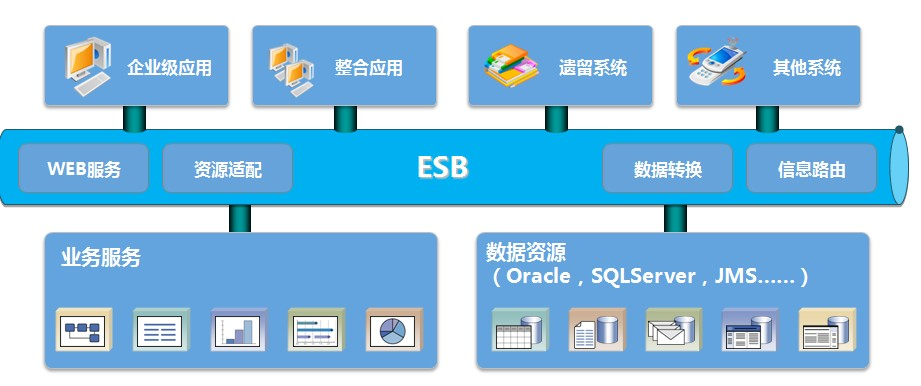 企业级应用
整合应用
遗留系统
其他系统
WEB服务
资源适配
ESB
数据转换
信息路由
业务服务
数据资源
（Oracle，SQLServer，JMS……）